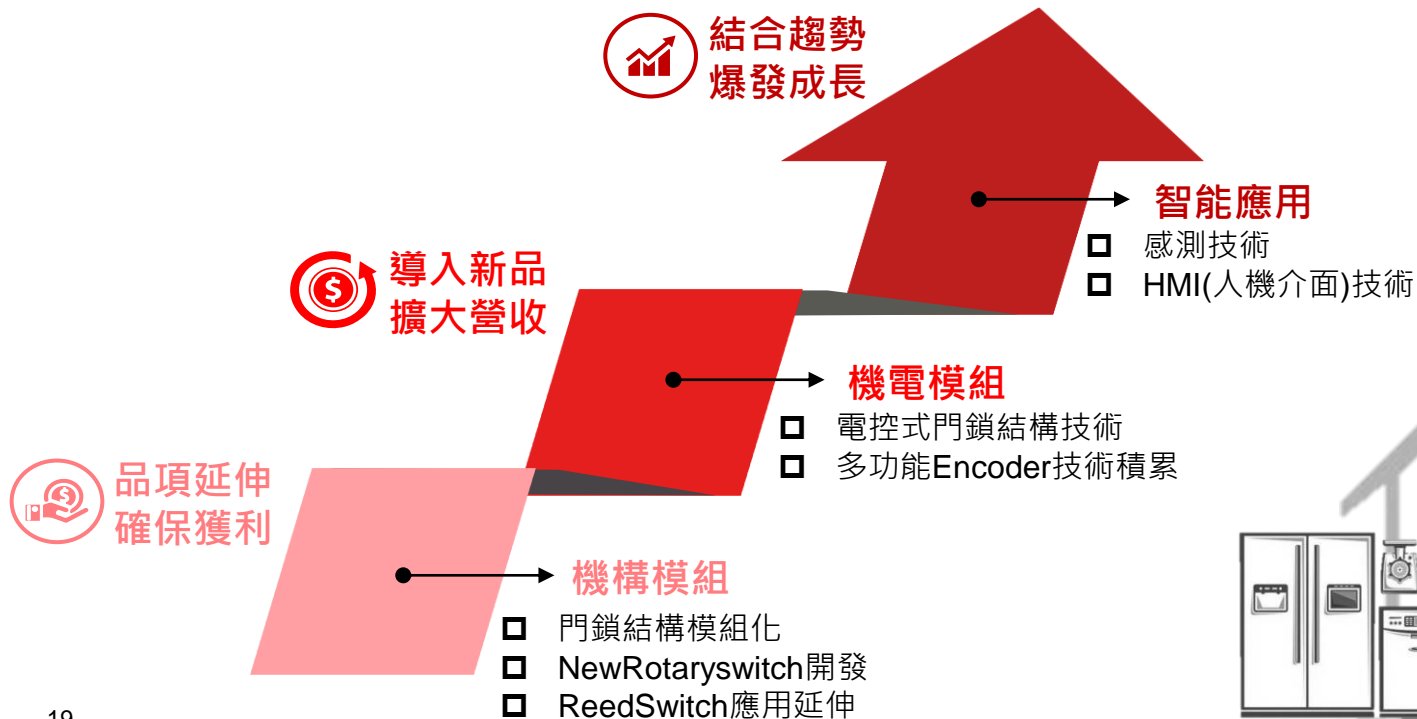 結合趨勢
爆發成長
智能應用
感測技術
HMI(人機介面)技術
導入新品
擴大營收
機電模組
電控式門鎖結構技術
多功能Encoder技術積累
品項延伸
確保獲利
機構模組
門鎖結構模組化
NewRotaryswitch開發
ReedSwitch應用延伸
19